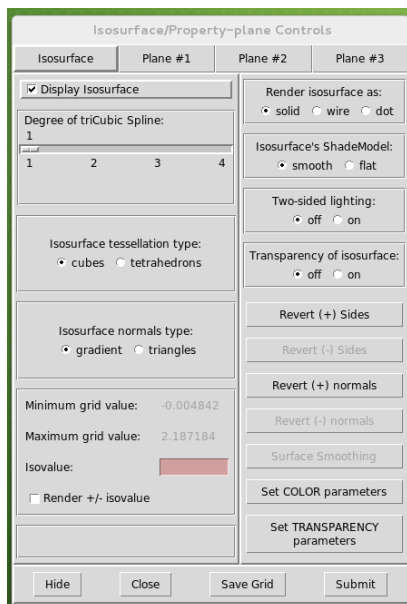 Isosurface/Property-plane Controls
Isosurface Plane #1 Plane #2 Plane #3
Display Isosurface
Degree of triCubic Spline:
1
1 2 3 4
Isosurface tessellation type:
cubes tetrahedrons
Isosurface normals type:
gradient triangles
Minimum grid value: -0.004842
Maximum grid value: 2.187184
Isovalue:
Render +/- isovalue
Render isosurface as:
solid wire dot
Isosurface's ShadeModel:
smooth flat
Two-sided lighting:
off on
Transparency of isosurface:
off on
Revert (+) Sides
Revert (-) Sides
Revert (+) normals
Revert (-) normals
Surface Smoothing
Set COLOR parameters
Set TRANSPARENCY
parameters
Hide Close Save Grid Submit